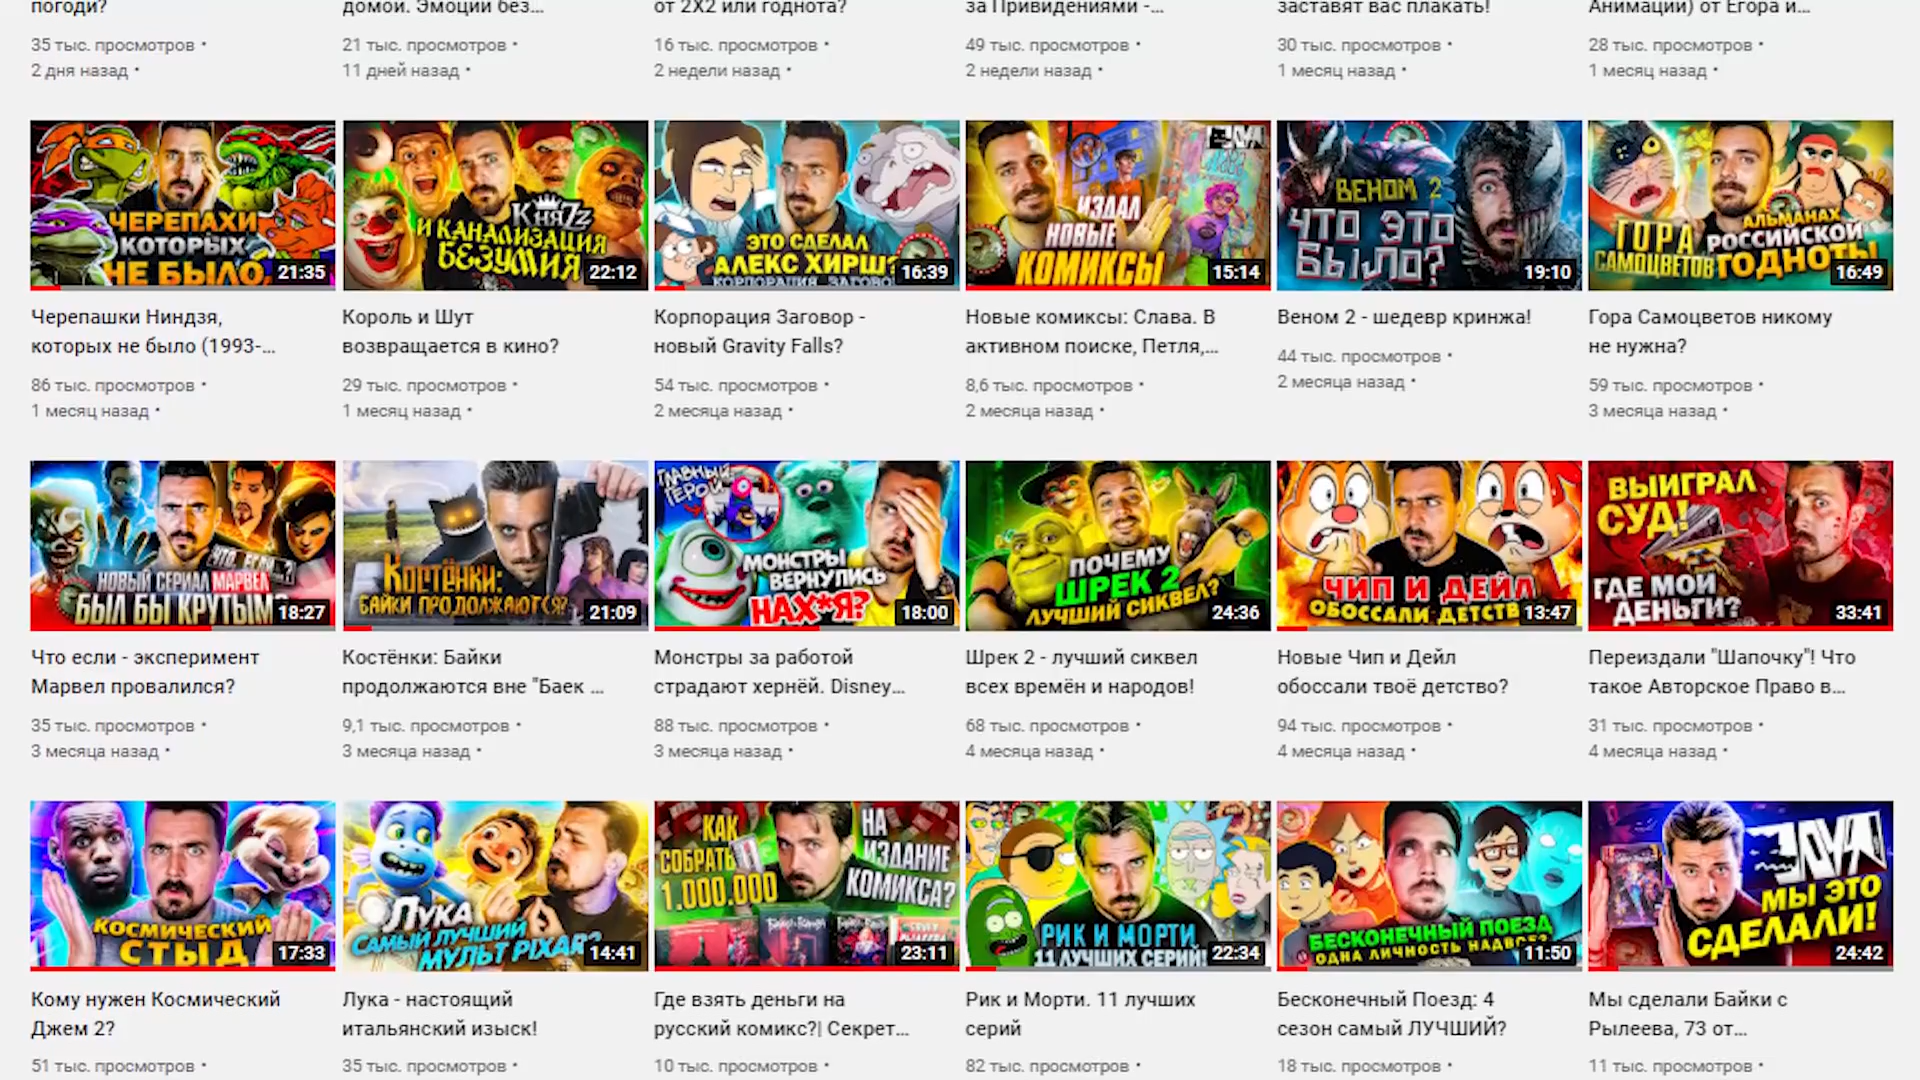 погоди?
домой. Эмоции без...
от 2X2 или годнота?
за Привидениями -...
заставят вас плакать!
Анимации) от Егора и...
35 тыс. просмотров •
21 тыс. просмотров •
16 тыс. просмотров •
49 тыс. просмотров •
30 тыс. просмотров •
28 тыс. просмотров •
2 дня назад •
11 дней назад •
2 недели назад •
2 недели назад •
1 месяц назад •
1 месяц назад •
ЧЕРЕПАХИ
КОТОРЫХ
НЕ БЫЛО
21:35
КняZz
И КАНАЛИЗАЦИЯ
БЕЗУМИЯ
22:12
ЭТО СДЕЛАЛ
АЛЕКС ХИРШ?
КОРПОРАЦИЯ ЗАГОВО
16:39
ИЗДАЛ
НОВЫЕ
КОМИКСЫ
15:14
ВЕНОМ 2
ЧТО ЭТО
БЫЛО?
19:10
ГОРА
САМОЦВЕТОВ
АЛЬМАНАХ
РОССИЙСКОЙ
ГОДНОТЫ
16:49
Черепашки Ниндзя,
которых не было (1993-...
Король и Шут
возвращается в кино?
Корпорация Заговор -
новый Gravity Falls?
Новые комиксы: Слава. В
активном поиске, Петля,...
Веном 2 - шедевр кринжа!
Гора Самоцветов никому
не нужна?
86 тыс. просмотров •
1 месяц назад •
29 тыс. просмотров •
1 месяц назад •
54 тыс. просмотров •
2 месяца назад •
8,6 тыс. просмотров •
2 месяца назад •
44 тыс. просмотров •
2 месяца назад •
59 тыс. просмотров •
3 месяца назад •
ЧТО, ЕСЛИ...?
НОВЫЙ СЕРИАЛ МАРВЕЛ
БЫЛ БЫ КРУТЫМ?
18:27
КОСТЁНКИ:
БАЙКИ ПРОДОЛЖАЮТСЯ?
21:09
ГЛАВНЫЙ
ГЕРОЙ
МОНСТРЫ
ВЕРНУЛИСЬ
НАХ*Я?
18:00
ПОЧЕМУ
ШРЕК 2
ЛУЧШИЙ СИКВЕЛ?
24:36
ЧИП И ДЕЙЛ
ОБОССАЛИ ДЕТСТВ
13:47
ВЫИГРАЛ
СУД!
ГДЕ МОИ
ДЕНЬГИ?
33:41
Что если - эксперимент
Марвел провалился?
Костёнки: Байки
продолжаются вне "Баек ...
Монстры за работой
страдают хернёй. Disney...
Шрек 2 - лучший сиквел
всех времён и народов!
Новые Чип и Дейл
обоссали твоё детство?
Переиздали "Шапочку"! Что
такое Авторское Право в...
35 тыс. просмотров •
3 месяца назад •
9,1 тыс. просмотров •
3 месяца назад •
88 тыс. просмотров •
3 месяца назад •
68 тыс. просмотров •
4 месяца назад •
94 тыс. просмотров •
4 месяца назад •
31 тыс. просмотров •
4 месяца назад •
КОСМИЧЕСКИЙ
СТЫД
17:33
ЛУКА
САМЫЙ ЛУЧШИЙ
МУЛЬТ PIXAR?
14:41
КАК
СОБРАТЬ
1.000.000
НА
ИЗДАНИЕ
КОМИКСА?
23:11
РИК И МОРТИ
11 ЛУЧШИХ СЕРИЙ!
22:34
БЕСКОНЕЧНЫЙ ПОЕЗД
ОДНА ЛИЧНОСТЬ НАДВОЕ?
11:50
МЫ ЭТО
СДЕЛАЛИ!
24:42
Кому нужен Космический
Джем 2?
Лука - настоящий
итальянский изыск!
Где взять деньги на
русский комикс?| Секрет...
Рик и Морти. 11 лучших
серий
Бесконечный Поезд: 4
сезон самый ЛУЧШИЙ?
Мы сделали Байки с
Рылеева, 73 от...
51 тыс. просмотров •
35 тыс. просмотров •
10 тыс. просмотров •
82 тыс. просмотров •
18 тыс. просмотров •
11 тыс. просмотров •